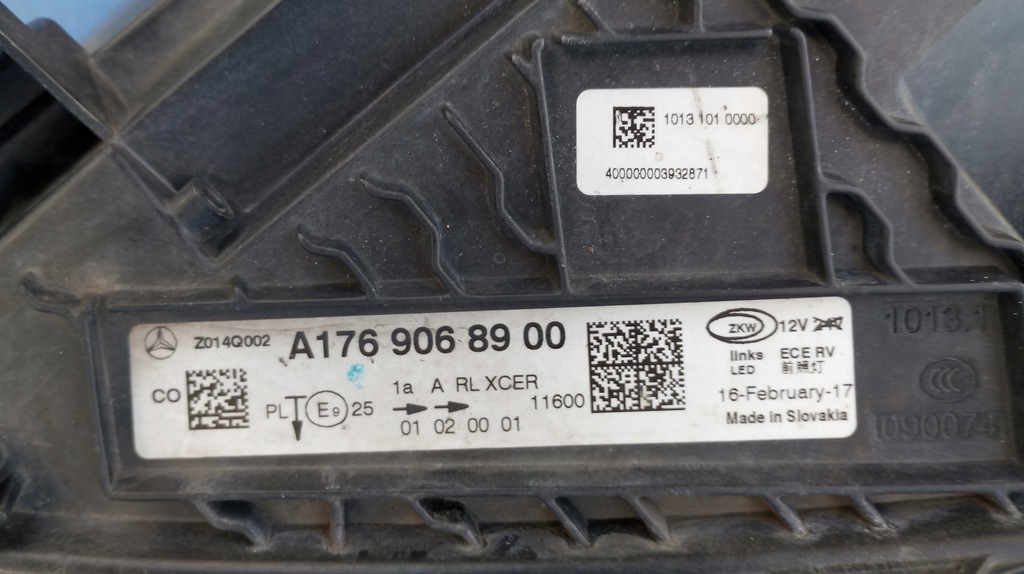 1013 101 0000
400000003932871
Z014Q002 A176 906 89 00
CO
PL E9 25
1a A RL XCER
01 02 00 01
11600
ZKW 12V 24V
links ECE RV
LED 前照灯
16-February-17
Made in Slovakia
1013.1
CCC
I090074